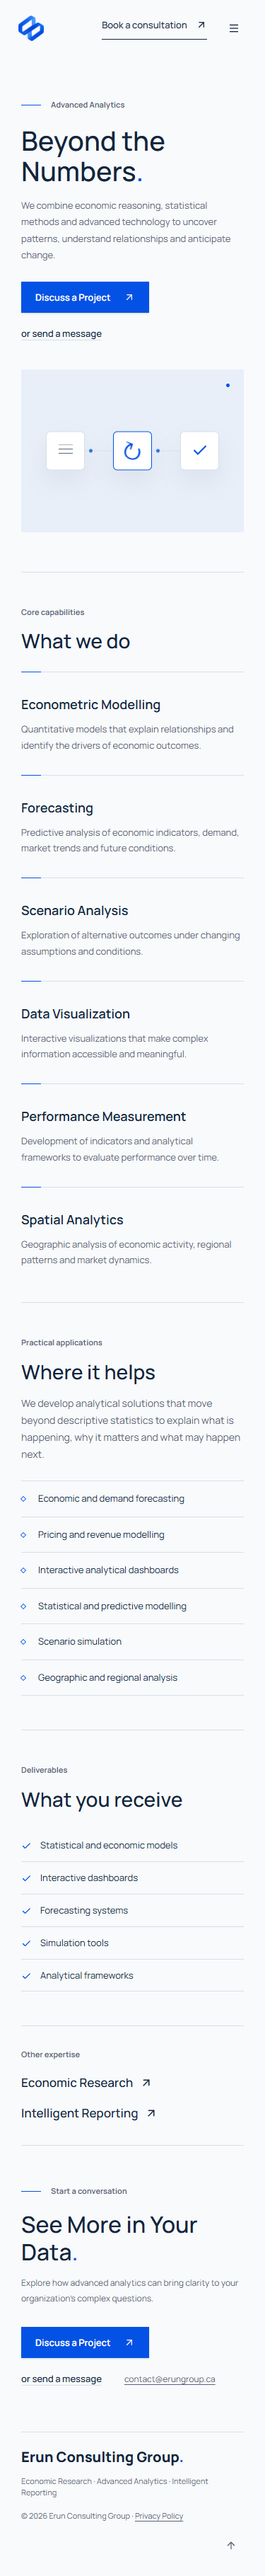 Book a consultation
Advanced Analytics
Beyond the
Numbers.
We combine economic reasoning, statistical
methods and advanced technology to uncover
patterns, understand relationships and anticipate
change.
Discuss a Project
or send a message
Core capabilities
What we do
Econometric Modelling
Quantitative models that explain relationships and
identify the drivers of economic outcomes.
Forecasting
Predictive analysis of economic indicators, demand,
market trends and future conditions.
Scenario Analysis
Exploration of alternative outcomes under changing
assumptions and conditions.
Data Visualization
Interactive visualizations that make complex
information accessible and meaningful.
Performance Measurement
Development of indicators and analytical
frameworks to evaluate performance over time.
Spatial Analytics
Geographic analysis of economic activity, regional
patterns and market dynamics.
Practical applications
Where it helps
We develop analytical solutions that move
beyond descriptive statistics to explain what is
happening, why it matters and what may happen
next.
Economic and demand forecasting
Pricing and revenue modelling
Interactive analytical dashboards
Statistical and predictive modelling
Scenario simulation
Geographic and regional analysis
Deliverables
What you receive
Statistical and economic models
Interactive dashboards
Forecasting systems
Simulation tools
Analytical frameworks
Other expertise
Economic Research
Intelligent Reporting
Start a conversation
See More in Your
Data.
Explore how advanced analytics can bring clarity to your
organization's complex questions.
Discuss a Project
or send a message contact@erungroup.ca
Erun Consulting Group.
Economic Research · Advanced Analytics · Intelligent
Reporting
© 2026 Erun Consulting Group · Privacy Policy